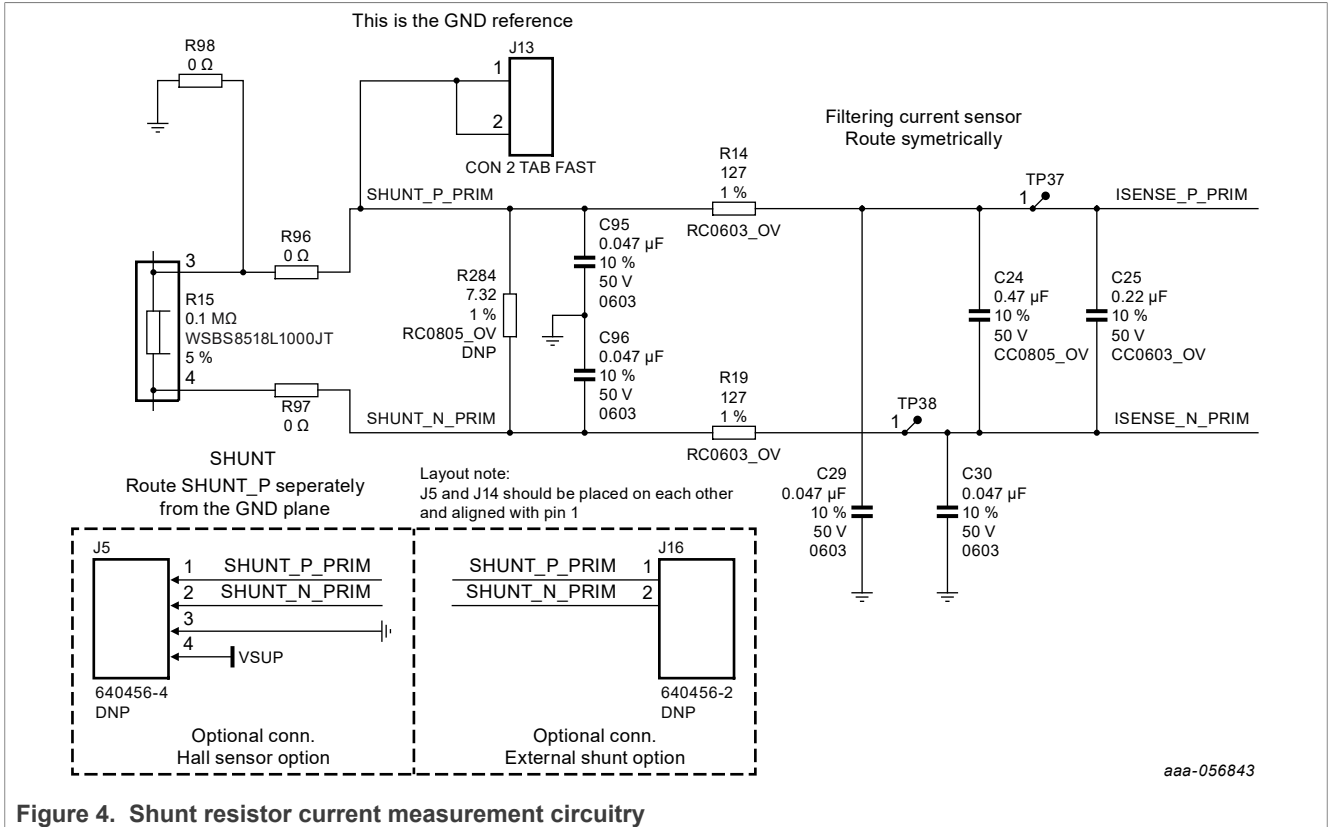 This is the GND reference
R98
0 Ω
J13
1
2
CON 2 TAB FAST
Filtering current sensor
Route symetrically
R14
127
1 %
RC0603_OV
TP37
1
ISENSE_P_PRIM
SHUNT_P_PRIM
R96
0 Ω
3
R15
0.1 MΩ
WSBS8518L1000JT
5 %
4
R97
0 Ω
R284
7.32
1 %
RC0805_OV
DNP
C95
0.047 µF
10 %
50 V
0603
C96
0.047 µF
10 %
50 V
0603
C24
0.47 µF
10 %
50 V
CC0805_OV
C25
0.22 µF
10 %
50 V
CC0603_OV
SHUNT_N_PRIM
R19
127
1 %
RC0603_OV
TP38
1
ISENSE_N_PRIM
C29
0.047 µF
10 %
50 V
0603
C30
0.047 µF
10 %
50 V
0603
SHUNT
Route SHUNT_P seperately
from the GND plane
Layout note:
J5 and J14 should be placed on each other
and aligned with pin 1
J5
1 SHUNT_P_PRIM
2 SHUNT_N_PRIM
3
4
VSUP
640456-4
DNP
Optional conn.
Hall sensor option
J16
SHUNT_P_PRIM 1
SHUNT_N_PRIM 2
640456-2
DNP
Optional conn.
External shunt option
aaa-056843
Figure 4. Shunt resistor current measurement circuitry